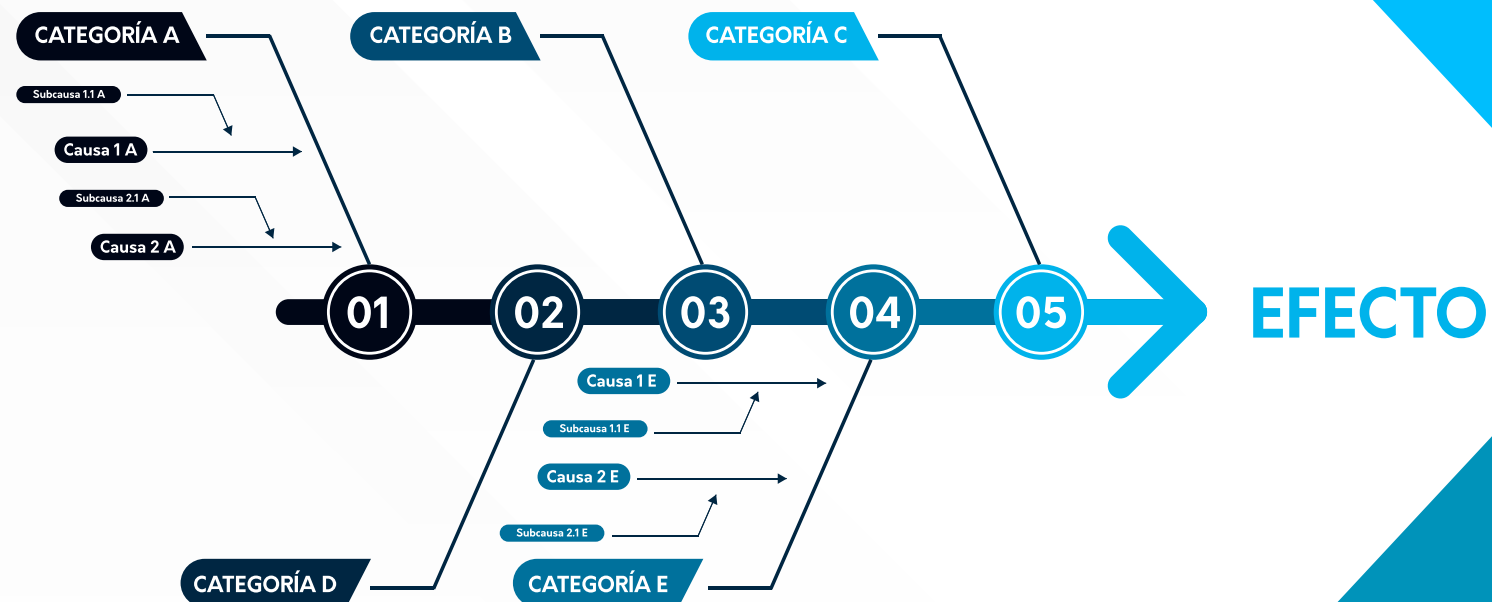 CATEGORÍA A
CATEGORÍA B
CATEGORÍA C
Subcausa 1.1 A
Causa 1 A
Subcausa 2.1 A
Causa 2 A
01
02
03
04
05
EFECTO
Causa 1 E
Subcausa 1.1 E
Causa 2 E
Subcausa 2.1 E
CATEGORÍA D
CATEGORÍA E